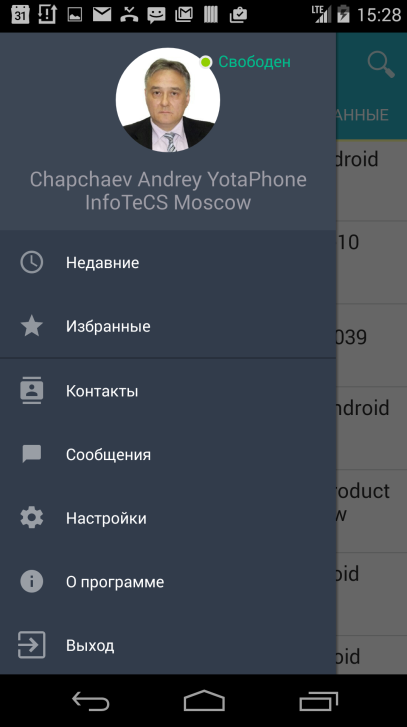 31
LTE
15:28
Свободен
Chapchaev Andrey YotaPhone
InfoTeCS Moscow
АННЫЕ
droid
10
Недавние
Избранные
039
Контакты
ndroid
Сообщения
roduct
w
Настройки
О программе
oid
Выход
oid